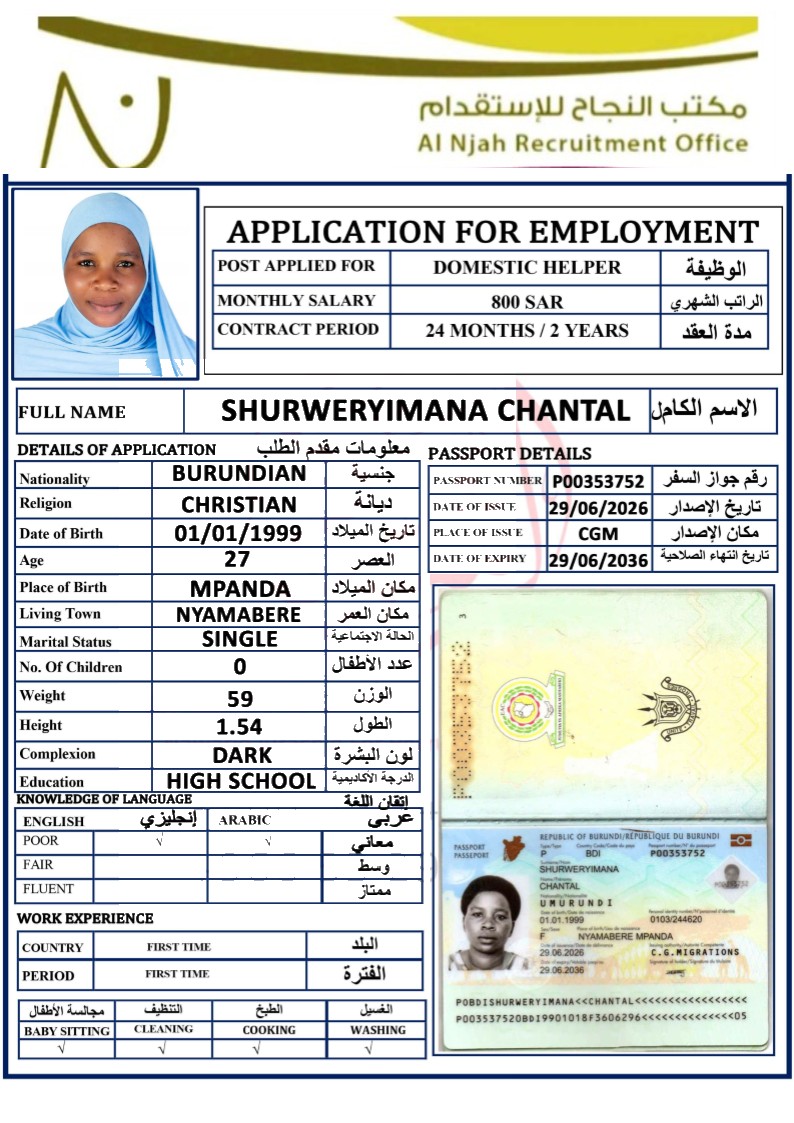 مكتب النجاح للإستقدام
Al Njah Recruitment Office
APPLICATION FOR EMPLOYMENT
POST APPLIED FOR DOMESTIC HELPER الوظيفة
MONTHLY SALARY 800 SAR الراتب الشهري
CONTRACT PERIOD 24 MONTHS / 2 YEARS مدة العقد
FULL NAME SHURWERYIMANA CHANTAL الاسم الكامل
DETAILS OF APPLICATION معلومات مقدم الطلب
Nationality BURUNDIAN جنسية
Religion CHRISTIAN ديانة
Date of Birth 01/01/1999 تاريخ الميلاد
Age 27 العصر
Place of Birth MPANDA مكان الميلاد
Living Town NYAMABERE مكان العمر
Marital Status SINGLE الحالة الاجتماعية
No. Of Children 0 عدد الأطفال
Weight 59 الوزن
Height 1.54 الطول
Complexion DARK لون البشرة
Education HIGH SCHOOL الدرجة الأكاديمية
KNOWLEDGE OF LANGUAGE إتقان اللغة
ENGLISH إنجليزي ARABIC عربي
POOR √ √ معاني
FAIR وسط
FLUENT ممتاز
WORK EXPERIENCE
COUNTRY FIRST TIME البلد
PERIOD FIRST TIME الفترة
مجالسة الأطفال التنظيف الطبخ الغسيل
BABY SITTING CLEANING COOKING WASHING
√ √ √ √
PASSPORT DETAILS
PASSPORT NUMBER P00353752 رقم جواز السفر
DATE OF ISSUE 29/06/2026 تاريخ الإصدار
PLACE OF ISSUE CGM مكان الإصدار
DATE OF EXPIRY 29/06/2036 تاريخ انتهاء الصلاحية
3
REPUBLIC OF BURUNDI/REPUBLIQUE DU BURUNDI
PASSPORT
PASSEPORT
P BDI P00353752
SHURWERYIMANA
CHANTAL
UMURUNDI
01.01.1999 0103/244620
F NYAMABERE MPANDA
29.06.2026 C.G.MIGRATIONS
29.06.2036
P0BDISHURWERYIMANA<<CHANTAL<<<<<<<<<<<<<<<<<
P003537520BDI9901018F3606296<<<<<<<<<<<<<<05